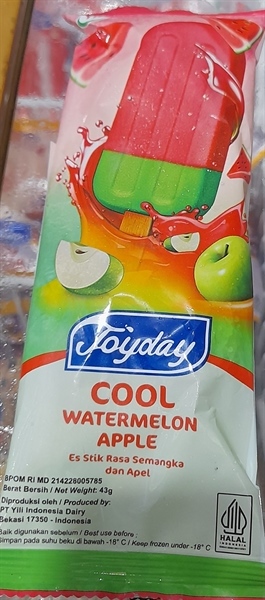 Joyday
COOL
WATERMELON
APPLE
Es Stik Rasa Semangka
dan Apel
BPOM RI MD 214228005785
Berat Bersih / Net Weight: 43g
Diproduksi oleh / Produced by:
PT Yili Indonesia Dairy
Bekasi 17350 - Indonesia
Baik digunakan sebelum / Best use before :
Simpan pada suhu beku di bawah -18° C / Keep frozen under -18° C
HALAL
INDONESIA